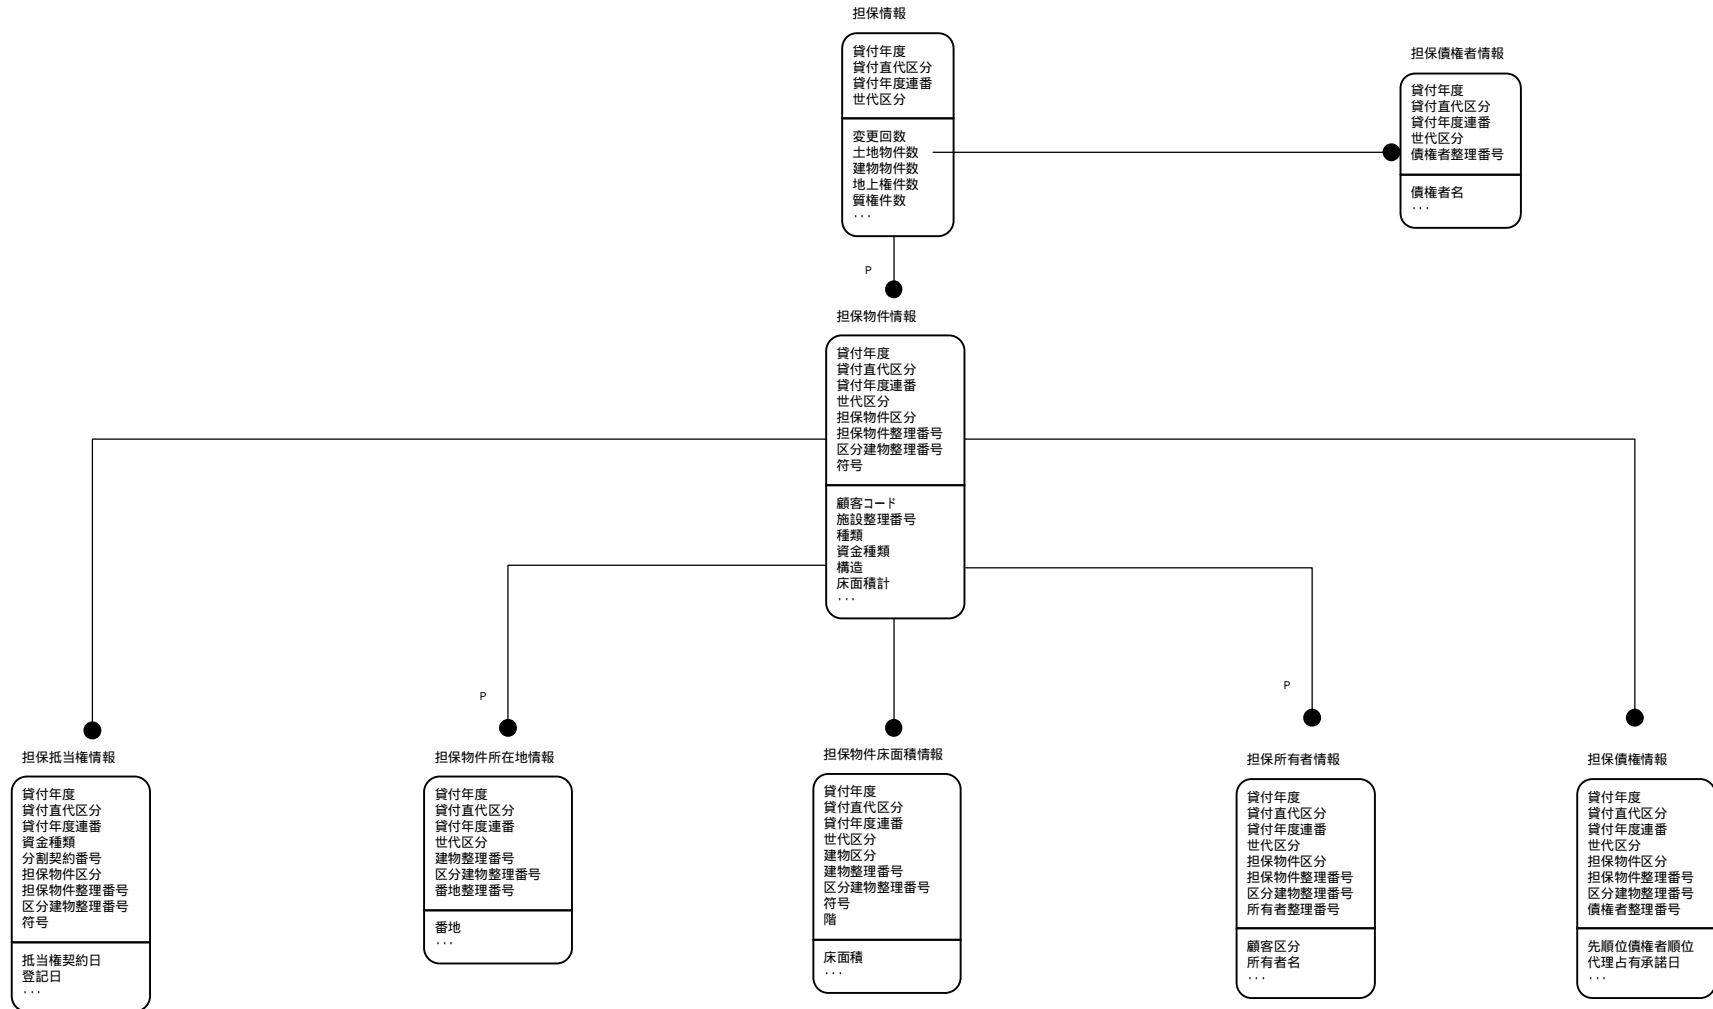 担保情報
貸付年度
貸付直代区分
貸付年度連番
世代区分
変更回数
土地物件数
建物物件数
地上権件数
質権件数
···
担保債権者情報
貸付年度
貸付直代区分
貸付年度連番
世代区分
債権者整理番号
債権者名
···
P
担保物件情報
貸付年度
貸付直代区分
貸付年度連番
世代区分
担保物件区分
担保物件整理番号
区分建物整理番号
符号
顧客コード
施設整理番号
種類
資金種類
構造
床面積計
···
担保抵当権情報
貸付年度
貸付直代区分
貸付年度連番
資金種類
分割契約番号
担保物件区分
担保物件整理番号
区分建物整理番号
符号
抵当権契約日
登記日
···
P
担保物件所在地情報
貸付年度
貸付直代区分
貸付年度連番
世代区分
建物整理番号
区分建物整理番号
番地整理番号
番地
···
担保物件床面積情報
貸付年度
貸付直代区分
貸付年度連番
世代区分
建物区分
建物整理番号
区分建物整理番号
符号
階
床面積
···
P
担保所有者情報
貸付年度
貸付直代区分
貸付年度連番
世代区分
担保物件区分
担保物件整理番号
区分建物整理番号
所有者整理番号
顧客区分
所有者名
···
担保債権情報
貸付年度
貸付直代区分
貸付年度連番
世代区分
担保物件区分
担保物件整理番号
区分建物整理番号
債権者整理番号
先順位債権者順位
代理占有承諾日
···